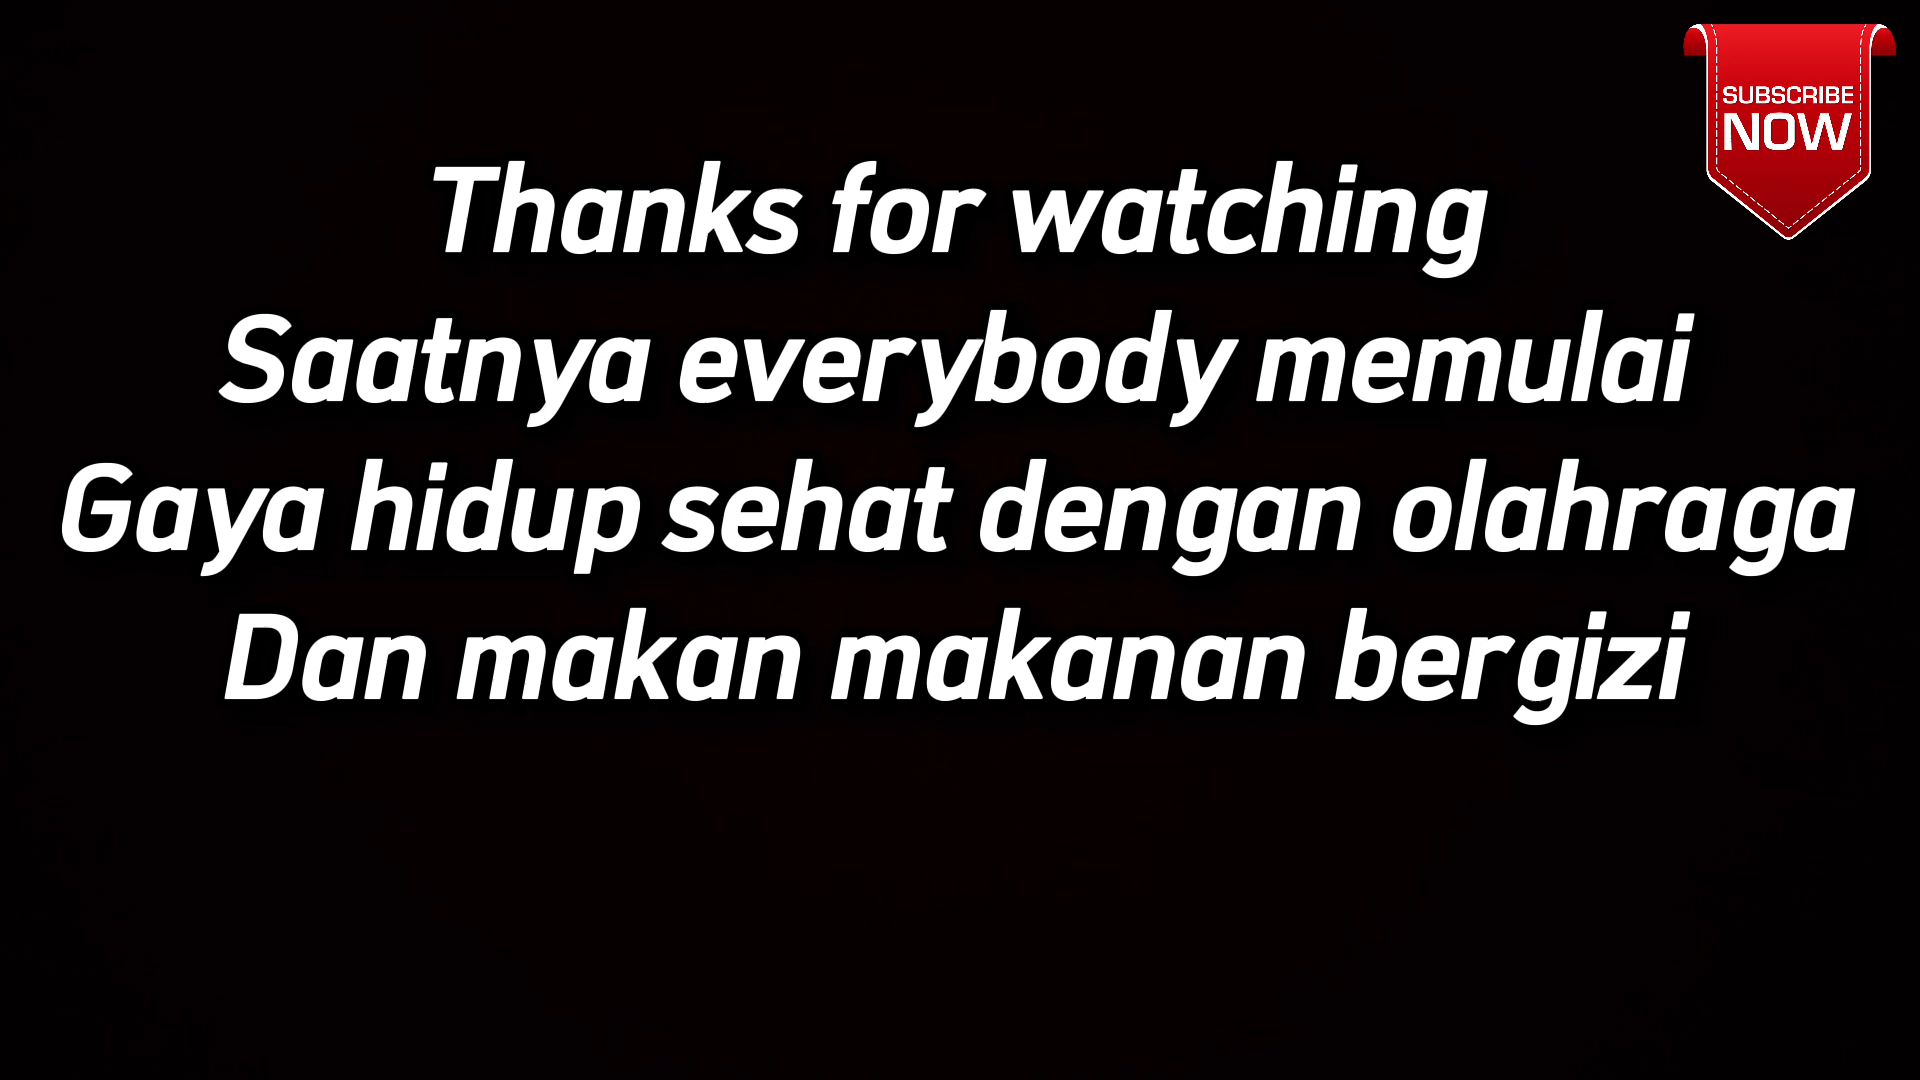 SUBSCRIBE
NOW
Thanks for watching
Saatnya everybody memulai
Gaya hidup sehat dengan olahraga
Dan makan makanan bergizi